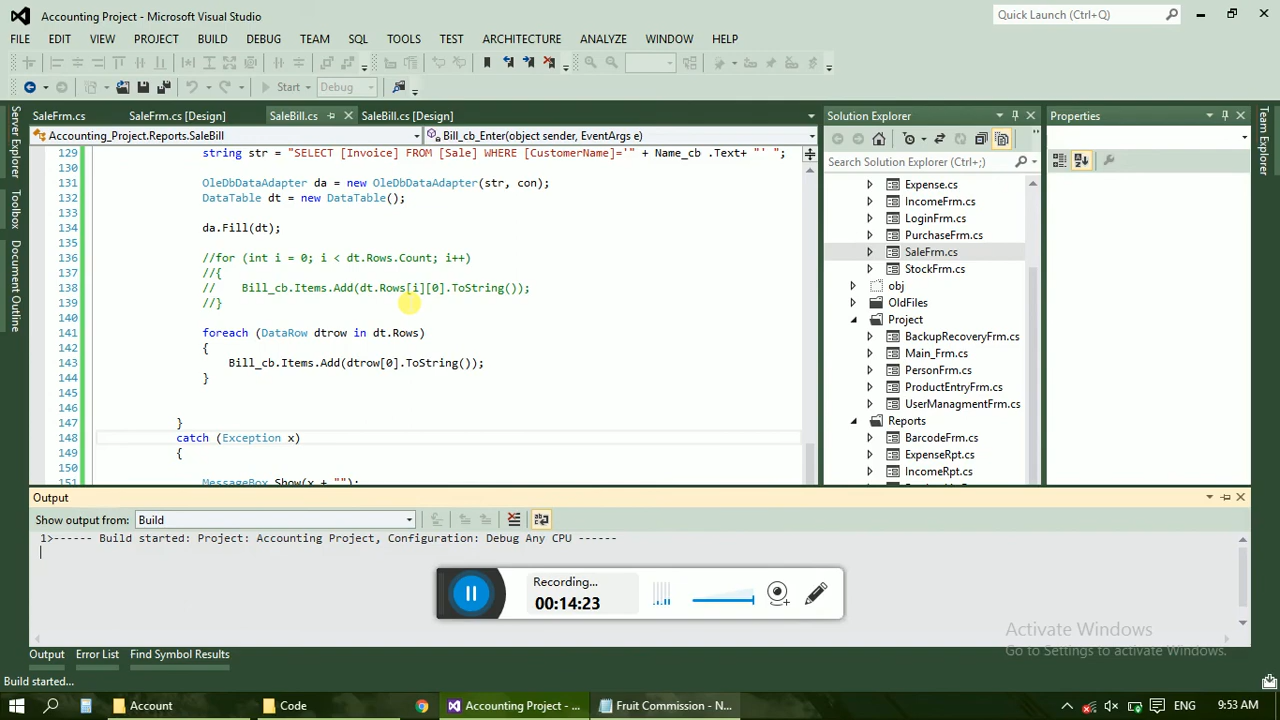 Accounting Project - Microsoft Visual Studio
Quick Launch (Ctrl+Q)
FILE EDIT VIEW PROJECT BUILD DEBUG TEAM SQL TOOLS TEST ARCHITECTURE ANALYZE WINDOW HELP
Start Debug
SaleFrm.cs SaleFrm.cs [Design] SaleBill.cs SaleBill.cs [Design]
Accounting_Project.Reports.SaleBill Bill_cb_Enter(object sender, EventArgs e)
129 string str = "SELECT [Invoice] FROM [Sale] WHERE [CustomerName]='" + Name_cb .Text+ "' ";
130
131 OleDbDataAdapter da = new OleDbDataAdapter(str, con);
132 DataTable dt = new DataTable();
133
134 da.Fill(dt);
135
136 //for (int i = 0; i < dt.Rows.Count; i++)
137 //{
138 // Bill_cb.Items.Add(dt.Rows[i][0].ToString());
139 //}
140
141 foreach (DataRow dtrow in dt.Rows)
142 {
143 Bill_cb.Items.Add(dtrow[0].ToString());
144 }
145
146
147 }
148 catch (Exception x)
149 {
150
151 MessageBox.Show(x + "");
Server Explorer
Toolbox
Document Outline
Solution Explorer
Search Solution Explorer (Ctrl+;)
Expense.cs
IncomeFrm.cs
LoginFrm.cs
PurchaseFrm.cs
SaleFrm.cs
StockFrm.cs
obj
OldFiles
Project
BackupRecoveryFrm.cs
Main_Frm.cs
PersonFrm.cs
ProductEntryFrm.cs
UserManagmentFrm.cs
Reports
BarcodeFrm.cs
ExpenseRpt.cs
IncomeRpt.cs
Properties
Team Explorer
Output
Show output from: Build
1>------ Build started: Project: Accounting Project, Configuration: Debug Any CPU ------
Recording...
00:14:23
Activate Windows
Go to Settings to activate Windows.
Output Error List Find Symbol Results
Build started...
Account Code Accounting Project - ... Fruit Commission - N... ENG 9:53 AM